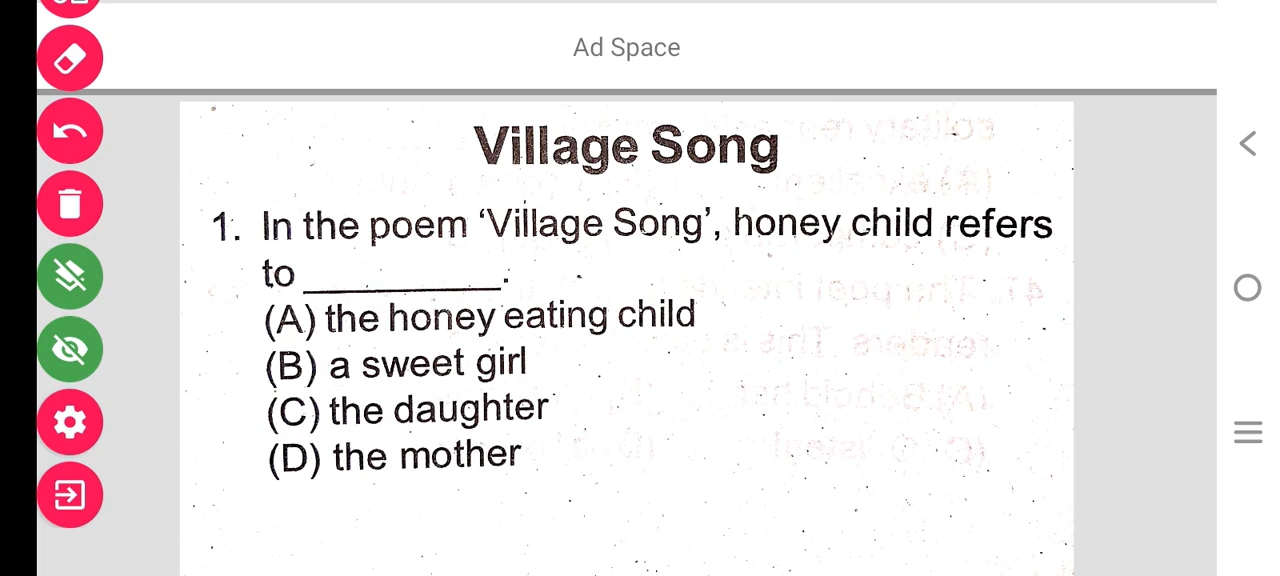 Ad Space
Village Song
1. In the poem ‘Village Song’, honey child refers
to __________.
(A) the honey eating child
(B) a sweet girl
(C) the daughter
(D) the mother